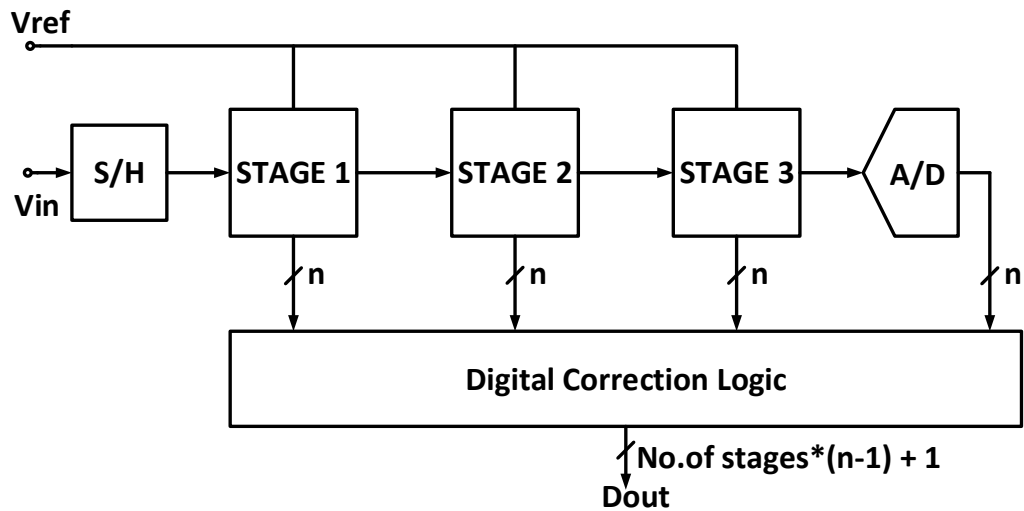 Vref
S/H
STAGE 1
STAGE 2
STAGE 3
A/D
Vin
n
n
n
n
Digital Correction Logic
No.of stages*(n-1) + 1
Dout